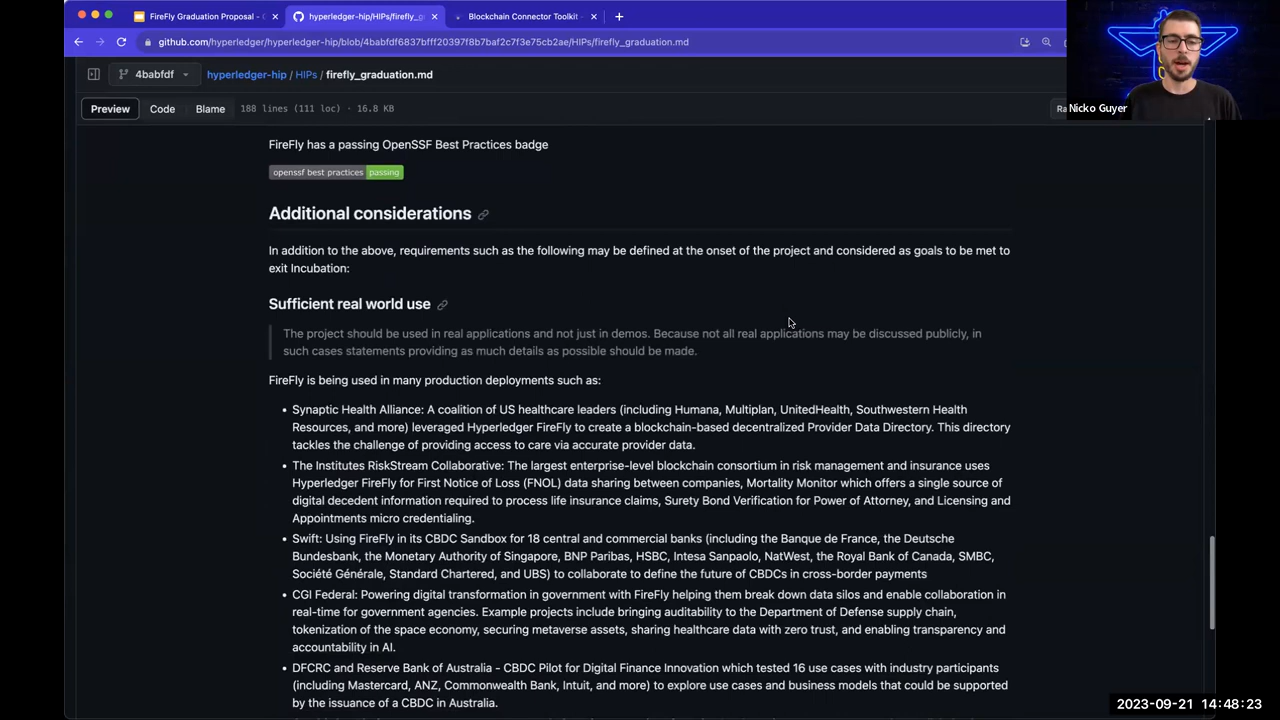 FireFly Graduation Proposal - G
hyperledger-hip/HIPs/firefly_g
Blockchain Connector Toolkit -
github.com/hyperledger/hyperledger-hip/blob/4babfdf6837bfff20397f8b7baf2c7f3e75cb2ae/HIPs/firefly_graduation.md
4babfdf
hyperledger-hip / HIPs / firefly_graduation.md
Preview Code Blame 188 lines (111 loc) · 16.8 KB
Ra
Nicko Guyer
FireFly has a passing OpenSSF Best Practices badge
openssf best practices passing
Additional considerations
In addition to the above, requirements such as the following may be defined at the onset of the project and considered as goals to be met to
exit Incubation:
Sufficient real world use
The project should be used in real applications and not just in demos. Because not all real applications may be discussed publicly, in
such cases statements providing as much details as possible should be made.
FireFly is being used in many production deployments such as:
• Synaptic Health Alliance: A coalition of US healthcare leaders (including Humana, Multiplan, UnitedHealth, Southwestern Health
Resources, and more) leveraged Hyperledger FireFly to create a blockchain-based decentralized Provider Data Directory. This directory
tackles the challenge of providing access to care via accurate provider data.
• The Institutes RiskStream Collaborative: The largest enterprise-level blockchain consortium in risk management and insurance uses
Hyperledger FireFly for First Notice of Loss (FNOL) data sharing between companies, Mortality Monitor which offers a single source of
digital decedent information required to process life insurance claims, Surety Bond Verification for Power of Attorney, and Licensing and
Appointments micro credentialing.
• Swift: Using FireFly in its CBDC Sandbox for 18 central and commercial banks (including the Banque de France, the Deutsche
Bundesbank, the Monetary Authority of Singapore, BNP Paribas, HSBC, Intesa Sanpaolo, NatWest, the Royal Bank of Canada, SMBC,
Société Générale, Standard Chartered, and UBS) to collaborate to define the future of CBDCs in cross-border payments
• CGI Federal: Powering digital transformation in government with FireFly helping them break down data silos and enable collaboration in
real-time for government agencies. Example projects include bringing auditability to the Department of Defense supply chain,
tokenization of the space economy, securing metaverse assets, sharing healthcare data with zero trust, and enabling transparency and
accountability in AI.
• DFCRC and Reserve Bank of Australia - CBDC Pilot for Digital Finance Innovation which tested 16 use cases with industry participants
(including Mastercard, ANZ, Commonwealth Bank, Intuit, and more) to explore use cases and business models that could be supported
by the issuance of a CBDC in Australia.
2023-09-21 14:48:23